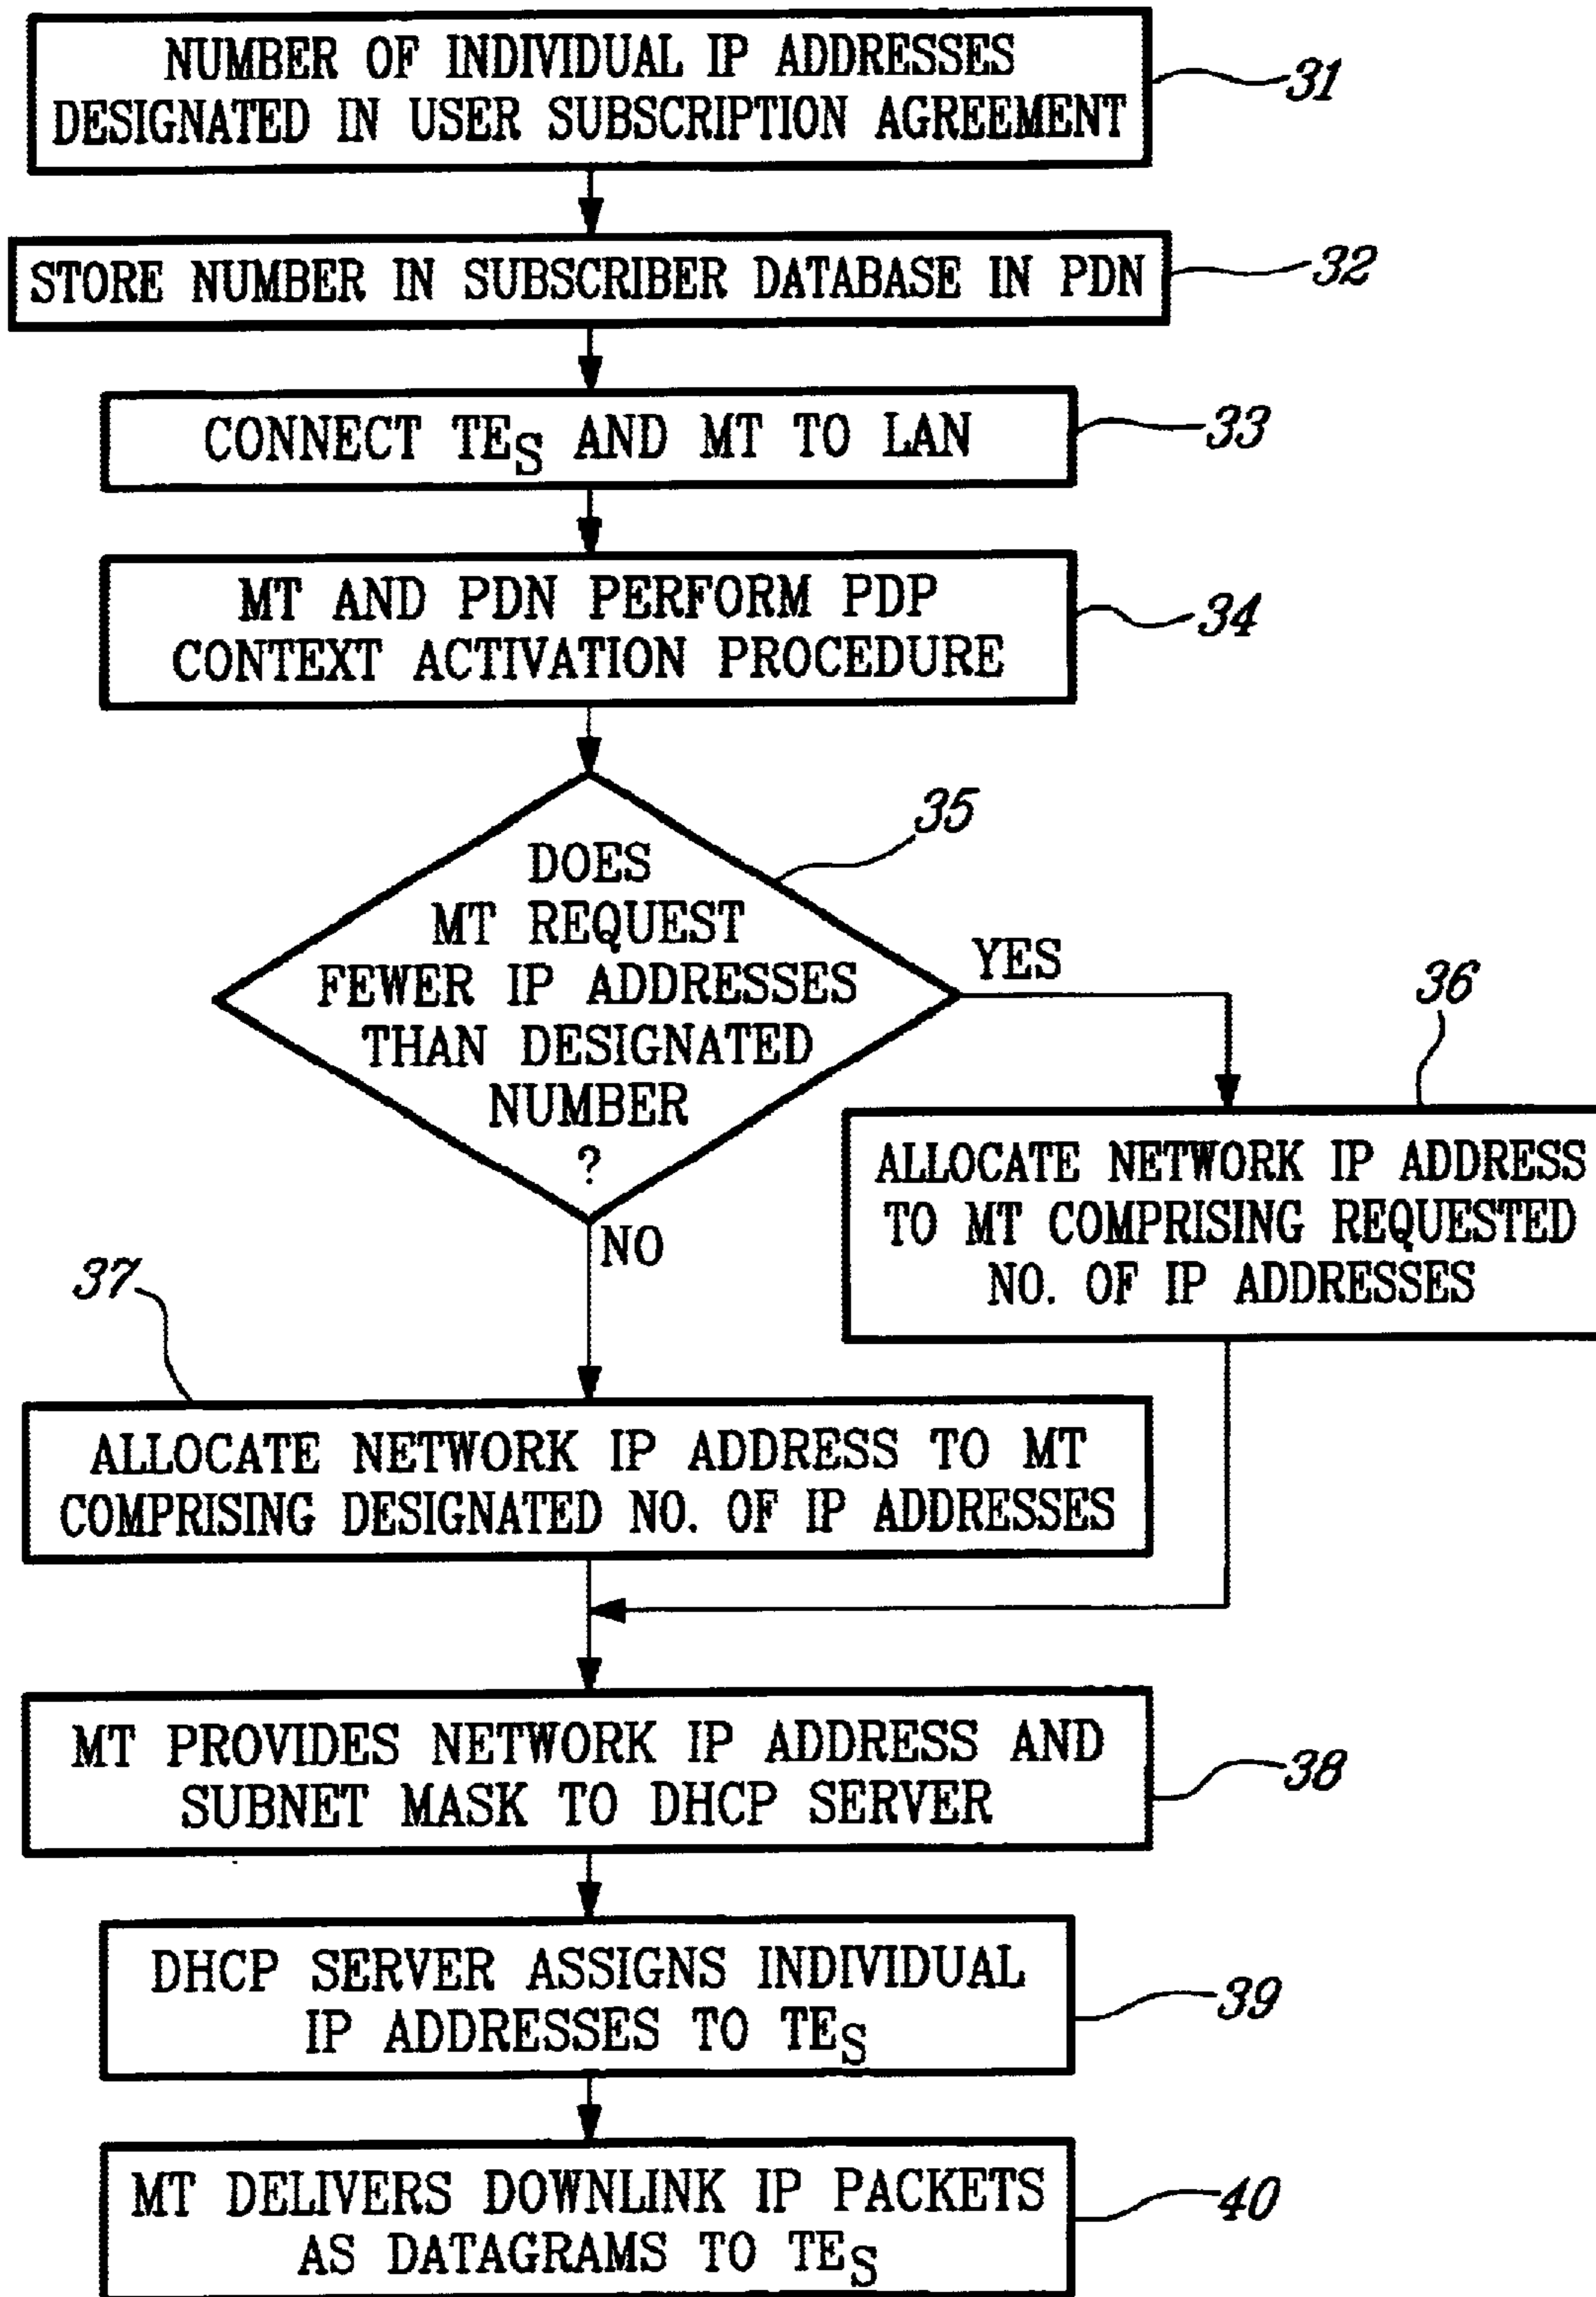 NUMBER OF INDIVIDUAL IP ADDRESSES
DESIGNATED IN USER SUBSCRIPTION AGREEMENT
31
STORE NUMBER IN SUBSCRIBER DATABASE IN PDN
32
CONNECT TES AND MT TO LAN
33
MT AND PDN PERFORM PDP
CONTEXT ACTIVATION PROCEDURE
34
35
DOES
MT REQUEST
FEWER IP ADDRESSES
THAN DESIGNATED
NUMBER
?
YES
NO
36
ALLOCATE NETWORK IP ADDRESS
TO MT COMPRISING REQUESTED
NO. OF IP ADDRESSES
37
ALLOCATE NETWORK IP ADDRESS TO MT
COMPRISING DESIGNATED NO. OF IP ADDRESSES
MT PROVIDES NETWORK IP ADDRESS AND
SUBNET MASK TO DHCP SERVER
38
DHCP SERVER ASSIGNS INDIVIDUAL
IP ADDRESSES TO TES
39
MT DELIVERS DOWNLINK IP PACKETS
AS DATAGRAMS TO TES
40